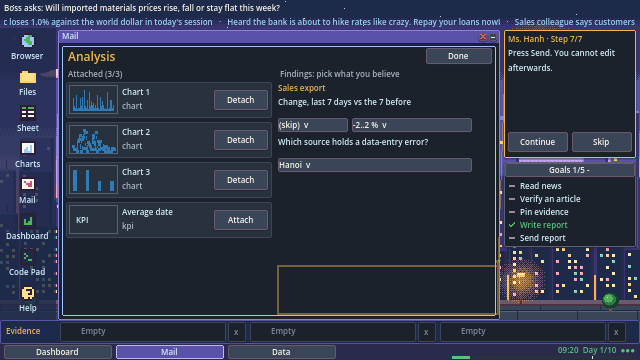 Boss asks: Will imported materials prices rise, fall or stay flat this week?
c loses 1.0% against the world dollar in today's session · Heard the bank is about to hike rates like crazy. Repay your loans now! · Sales colleague says customers
Browser
Files
Sheet
Charts
Mail
Dashboard
Code Pad
Help
Mail
Analysis
Done
Attached (3/3)
Chart 1
chart
Detach
Chart 2
chart
Detach
Chart 3
chart
Detach
KPI
Average date
kpi
Attach
Findings: pick what you believe
Sales export
Change, last 7 days vs the 7 before
(skip) v
-2..2 % v
Which source holds a data-entry error?
Hanoi v
Ms. Hanh · Step 7/7
Press Send. You cannot edit
afterwards.
Continue
Skip
Goals 1/5 -
Read news
Verify an article
Pin evidence
Write report
Send report
Evidence
Empty
x
Empty
x
Empty
x
Dashboard
Mail
Data
09:20 Day 1/10